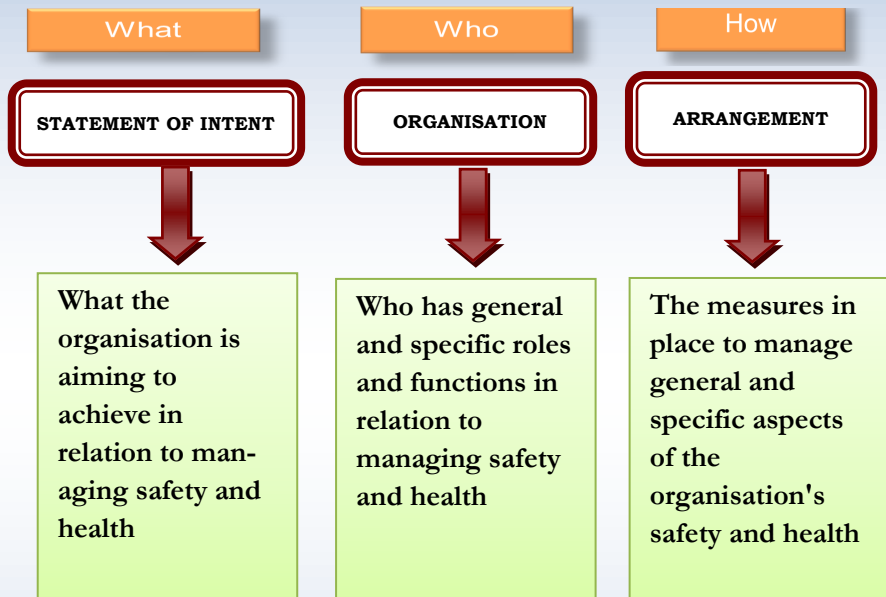 What
Who
How
STATEMENT OF INTENT
ORGANISATION
ARRANGEMENT
What the
organisation is
aiming to
achieve in
relation to man-
aging safety and
health
Who has general
and specific roles
and functions in
relation to
managing safety
and health
The measures in
place to manage
general and
specific aspects
of the
organisation's
safety and health